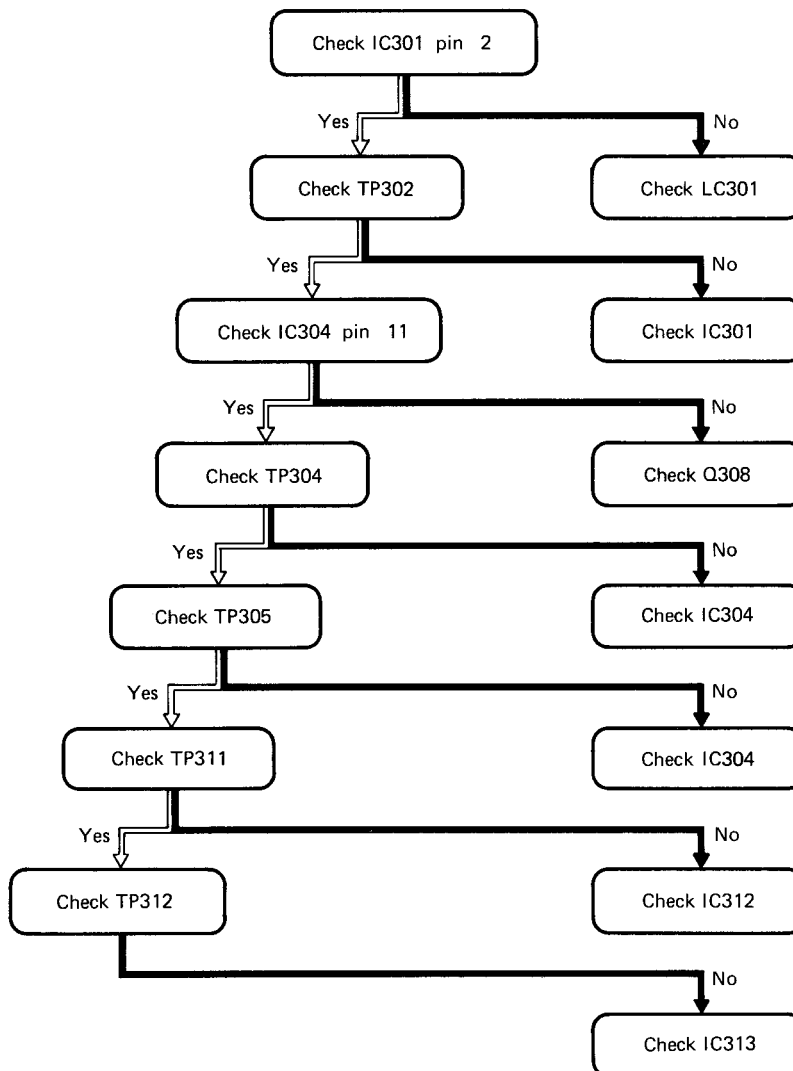 Check IC301 pin 2
Yes
No
Check TP302
Check LC301
Yes
No
Check IC304 pin 11
Check IC301
Yes
No
Check TP304
Check Q308
Yes
No
Check TP305
Check IC304
Yes
No
Check TP311
Check IC304
Yes
No
Check TP312
Check IC312
No
Check IC313